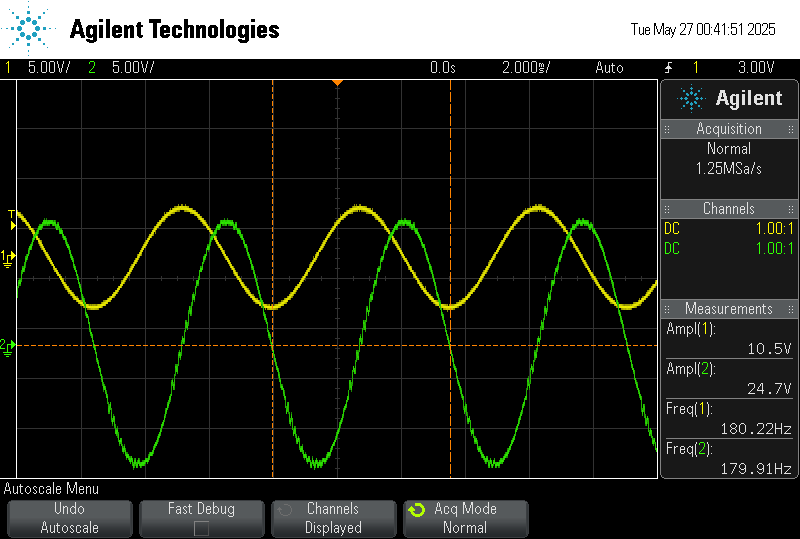 Agilent Technologies
Tue May 27 00:41:51 2025
1 5.00V/ 2 5.00V/ 0.0s 2.000ms/ Auto 1 3.00V
Agilent
Acquisition
Normal
1.25MSa/s
Channels
DC 1.00:1
DC 1.00:1
Measurements
Ampl(1):
10.5V
Ampl(2):
24.7V
Freq(1):
180.22Hz
Freq(2):
179.91Hz
T
1
2
Autoscale Menu
Undo
Autoscale
Fast Debug
Channels
Displayed
Acq Mode
Normal